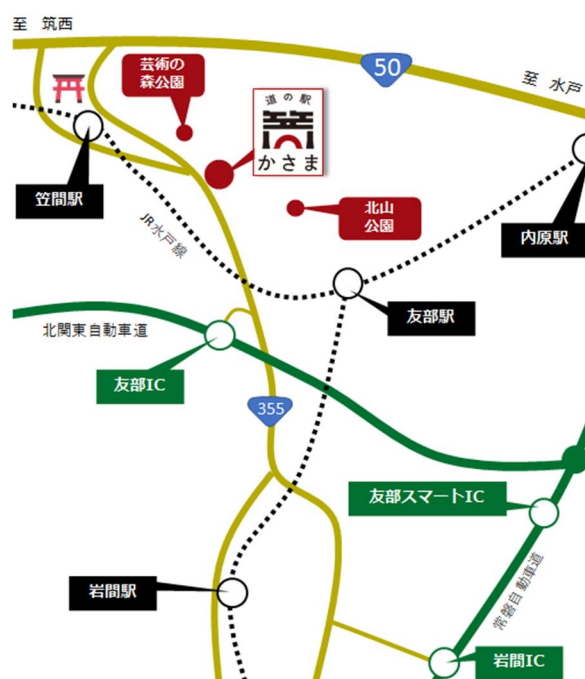 至 筑西
芸術の
森公園
50
至 水戸
道の駅
笠間
かさま
笠間駅
北山
公園
内原駅
JR水戸線
友部駅
北関東自動車道
友部IC
355
友部スマートIC
岩間駅
常磐自動車道
岩間IC